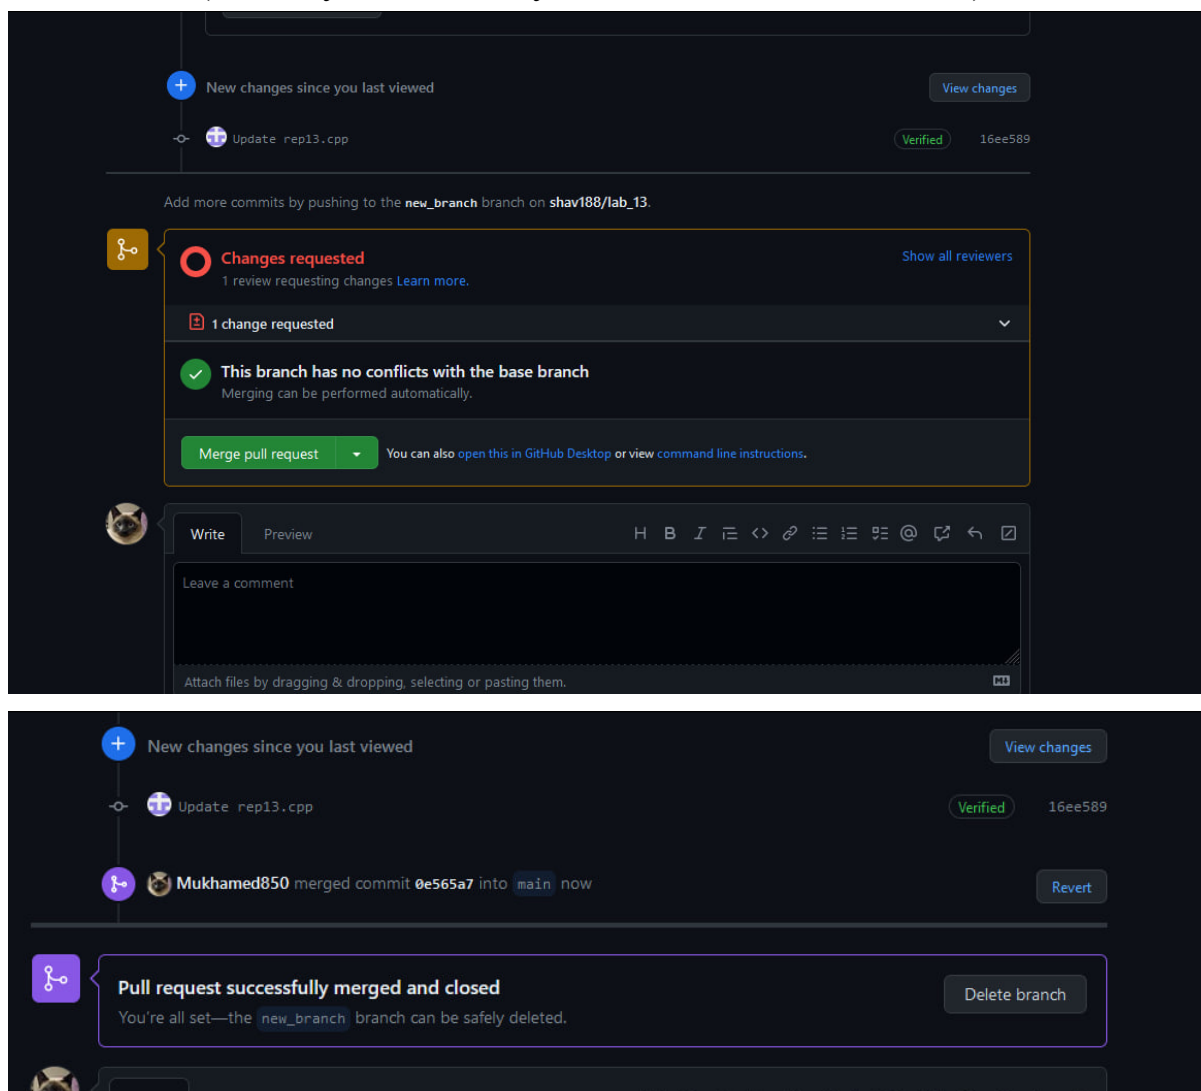 New changes since you last viewed View changes
Update rep13.cpp Verified 16ee589
Add more commits by pushing to the new_branch branch on shav188/lab_13.
Changes requested Show all reviewers
1 review requesting changes Learn more.
1 change requested
This branch has no conflicts with the base branch
Merging can be performed automatically.
Merge pull request You can also open this in GitHub Desktop or view command line instructions.
Write Preview H B I @
Leave a comment
Attach files by dragging & dropping, selecting or pasting them.
New changes since you last viewed View changes
Update rep13.cpp Verified 16ee589
Mukhamed850 merged commit 0e565a7 into main now Revert
Pull request successfully merged and closed Delete branch
You're all set—the new_branch branch can be safely deleted.